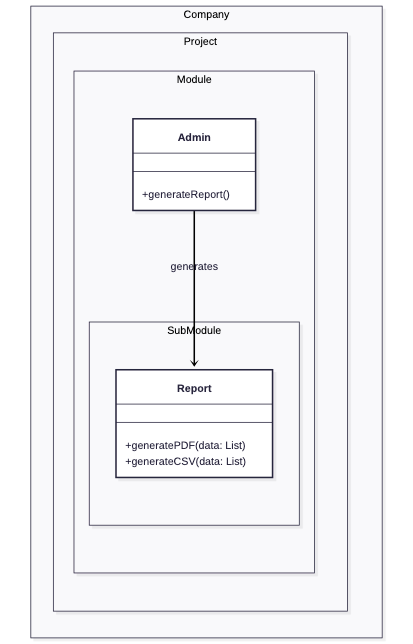 Company
Project
Module
Admin
+generateReport()
generates
SubModule
Report
+generatePDF(data: List)
+generateCSV(data: List)